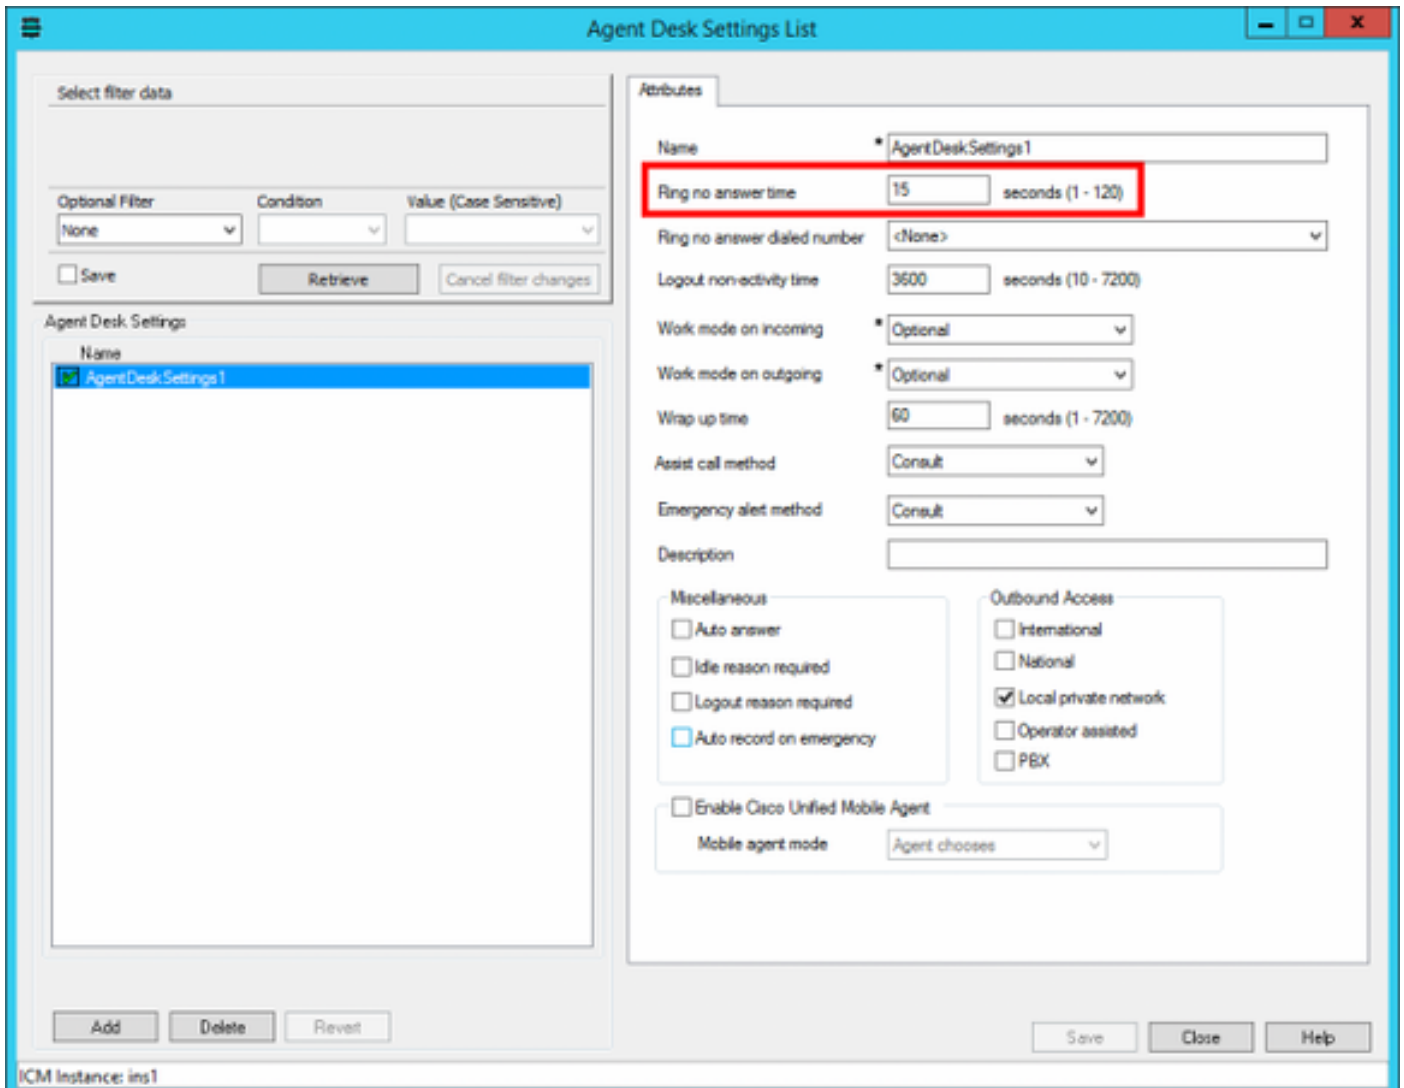 Agent Desk Settings List
Select filter data
Optional Filter Condition Value (Case Sensitive)
None
Save Retrieve Cancel filter changes
Agent Desk Settings
Name
AgentDeskSettings1
Add Delete Revert
Attributes
Name * AgentDeskSettings1
Ring no answer time 15 seconds (1 - 120)
Ring no answer dialed number <None>
Logout non-activity time 3600 seconds (10 - 7200)
Work mode on incoming * Optional
Work mode on outgoing * Optional
Wrap up time 60 seconds (1 - 7200)
Assist call method Consult
Emergency alert method Consult
Description
Miscellaneous
Auto answer
Idle reason required
Logout reason required
Auto record on emergency
Outbound Access
International
National
Local private network
Operator assisted
PBX
Enable Cisco Unified Mobile Agent
Mobile agent mode Agent chooses
Save Close Help
ICM Instance: ins1